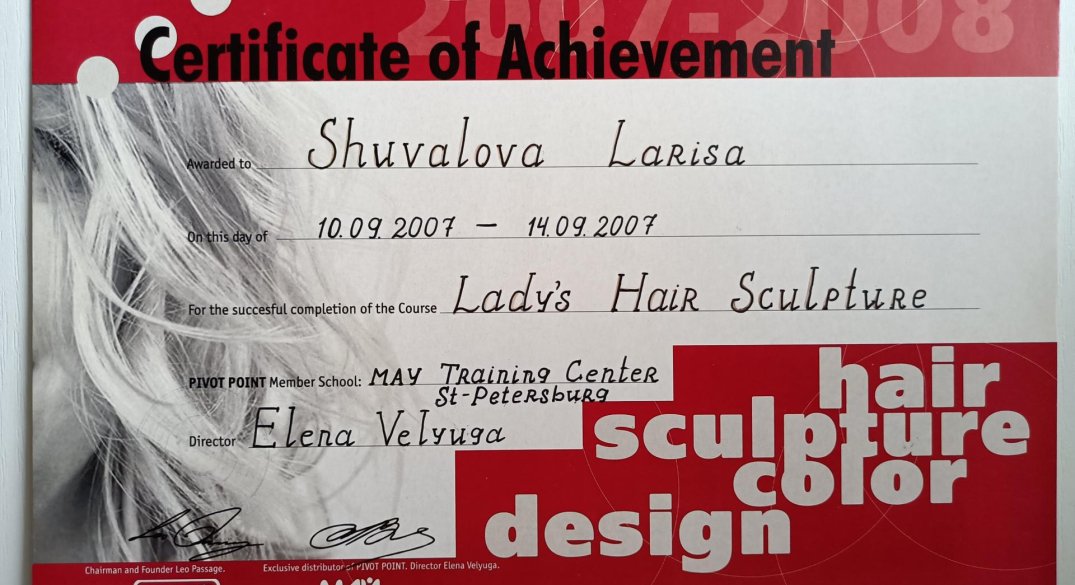 2007-2008
Certificate of Achievement
Awarded to Shuvalova Larisa
On this day of 10.09.2007 — 14.09.2007
For the succesful completion of the Course Lady's Hair Sculpture
PIVOT POINT Member School: MAY Training Center
St-Petersburg
Director Elena Velyuga
hair
sculpture
color
design
Chairman and Founder Leo Passage.
Exclusive distributor of PIVOT POINT. Director Elena Velyuga.